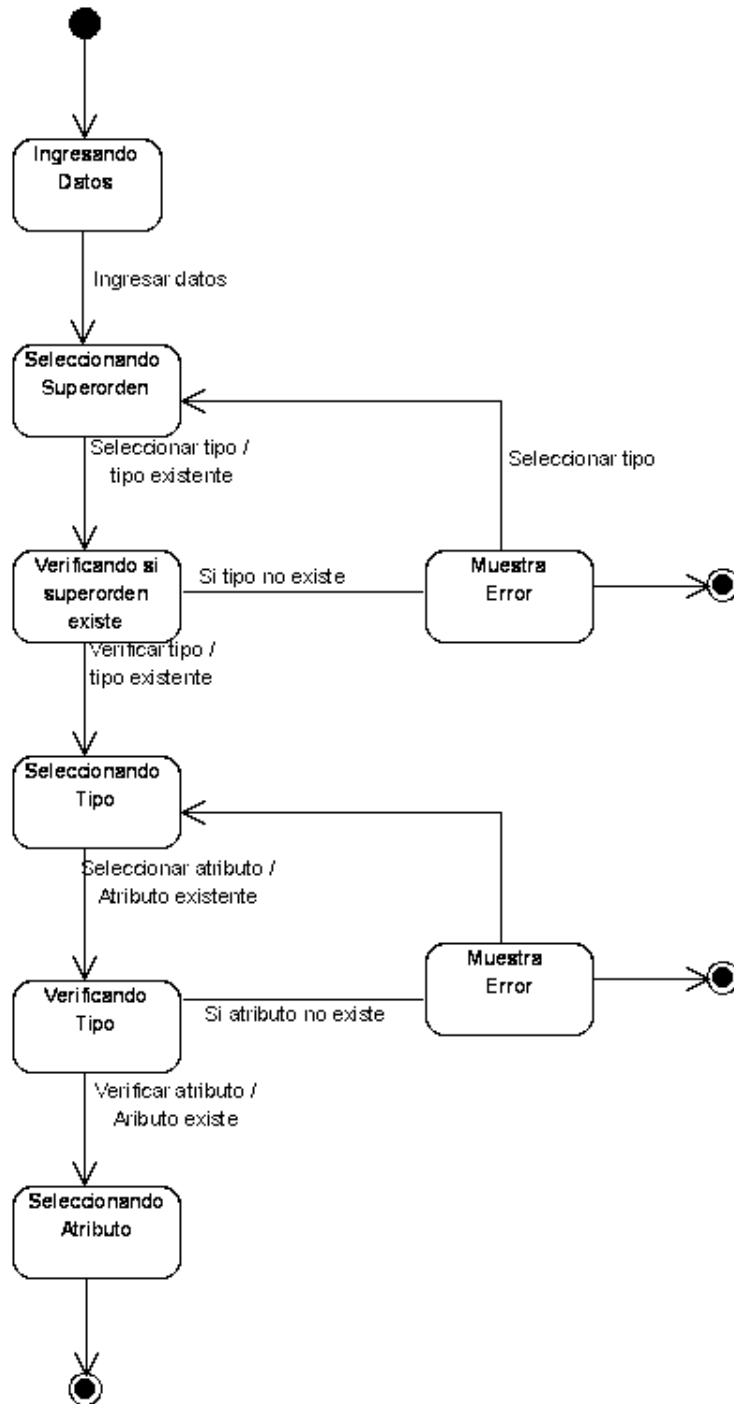 Ingresando
Datos
Ingresar datos
Seleccionando
Superorden
Seleccionar tipo /
tipo existente
Seleccionar tipo
Verificando si
superorden
existe
Si tipo no existe
Muestra
Error
Verificar tipo /
tipo existente
Seleccionando
Tipo
Seleccionar atributo /
Atributo existente
Muestra
Error
Verificando
Tipo
Si atributo no existe
Verificar atributo /
Aributo existe
Seleccionando
Atributo